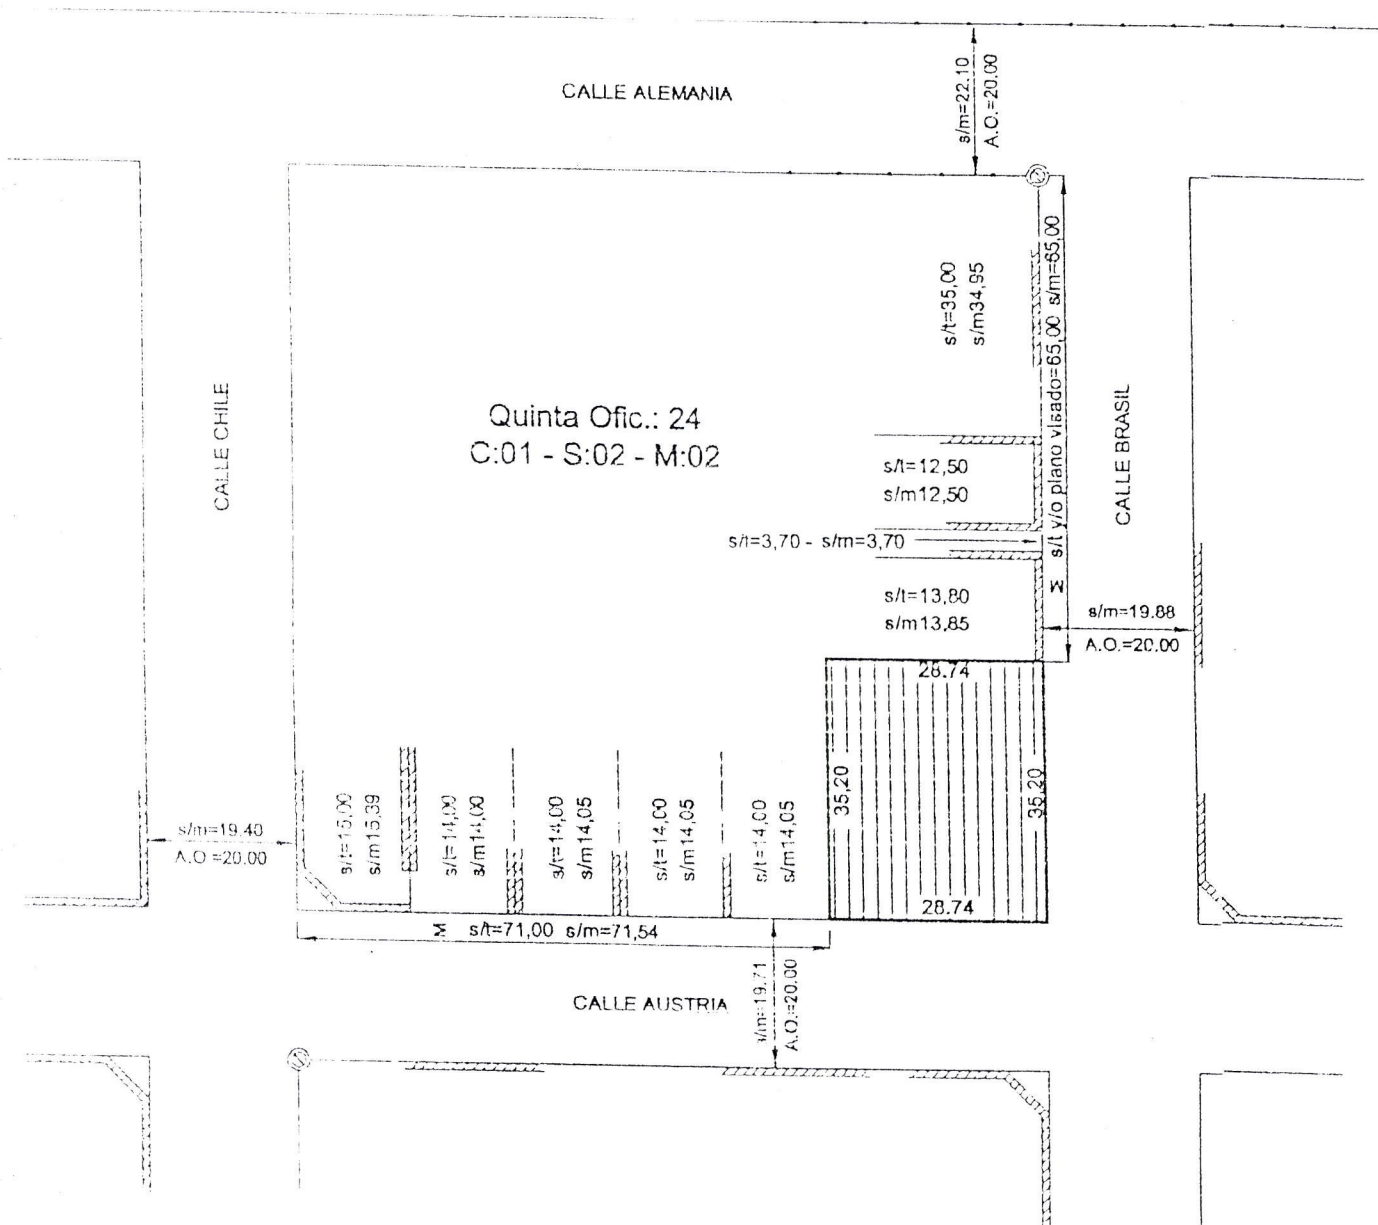 CALLE ALEMANIA
s/m=22.10
A.O.=20.00
CALLE CHILE
Quinta Ofic.: 24
C:01 - S:02 - M:02
s/t=35,00
s/m34,95
s/t y/o plano visado=65,00 s/m=65,00
M
CALLE BRASIL
s/t=12,50
s/m12,50
s/t=3,70 - s/m=3,70
s/t=13,80
s/m13,85
s/m=19.88
A.O.=20.00
28.74
35,20
35,20
28.74
s/m=19.40
A.O.=20.00
s/t=15,00
s/m15,39
s/t=14,00
s/m14,00
s/t=14,00
s/m14,05
s/t=14,00
s/m14,05
s/t=14,00
s/m14,05
M s/t=71,00 s/m=71,54
CALLE AUSTRIA
s/m=19.71
A.O.=20.00